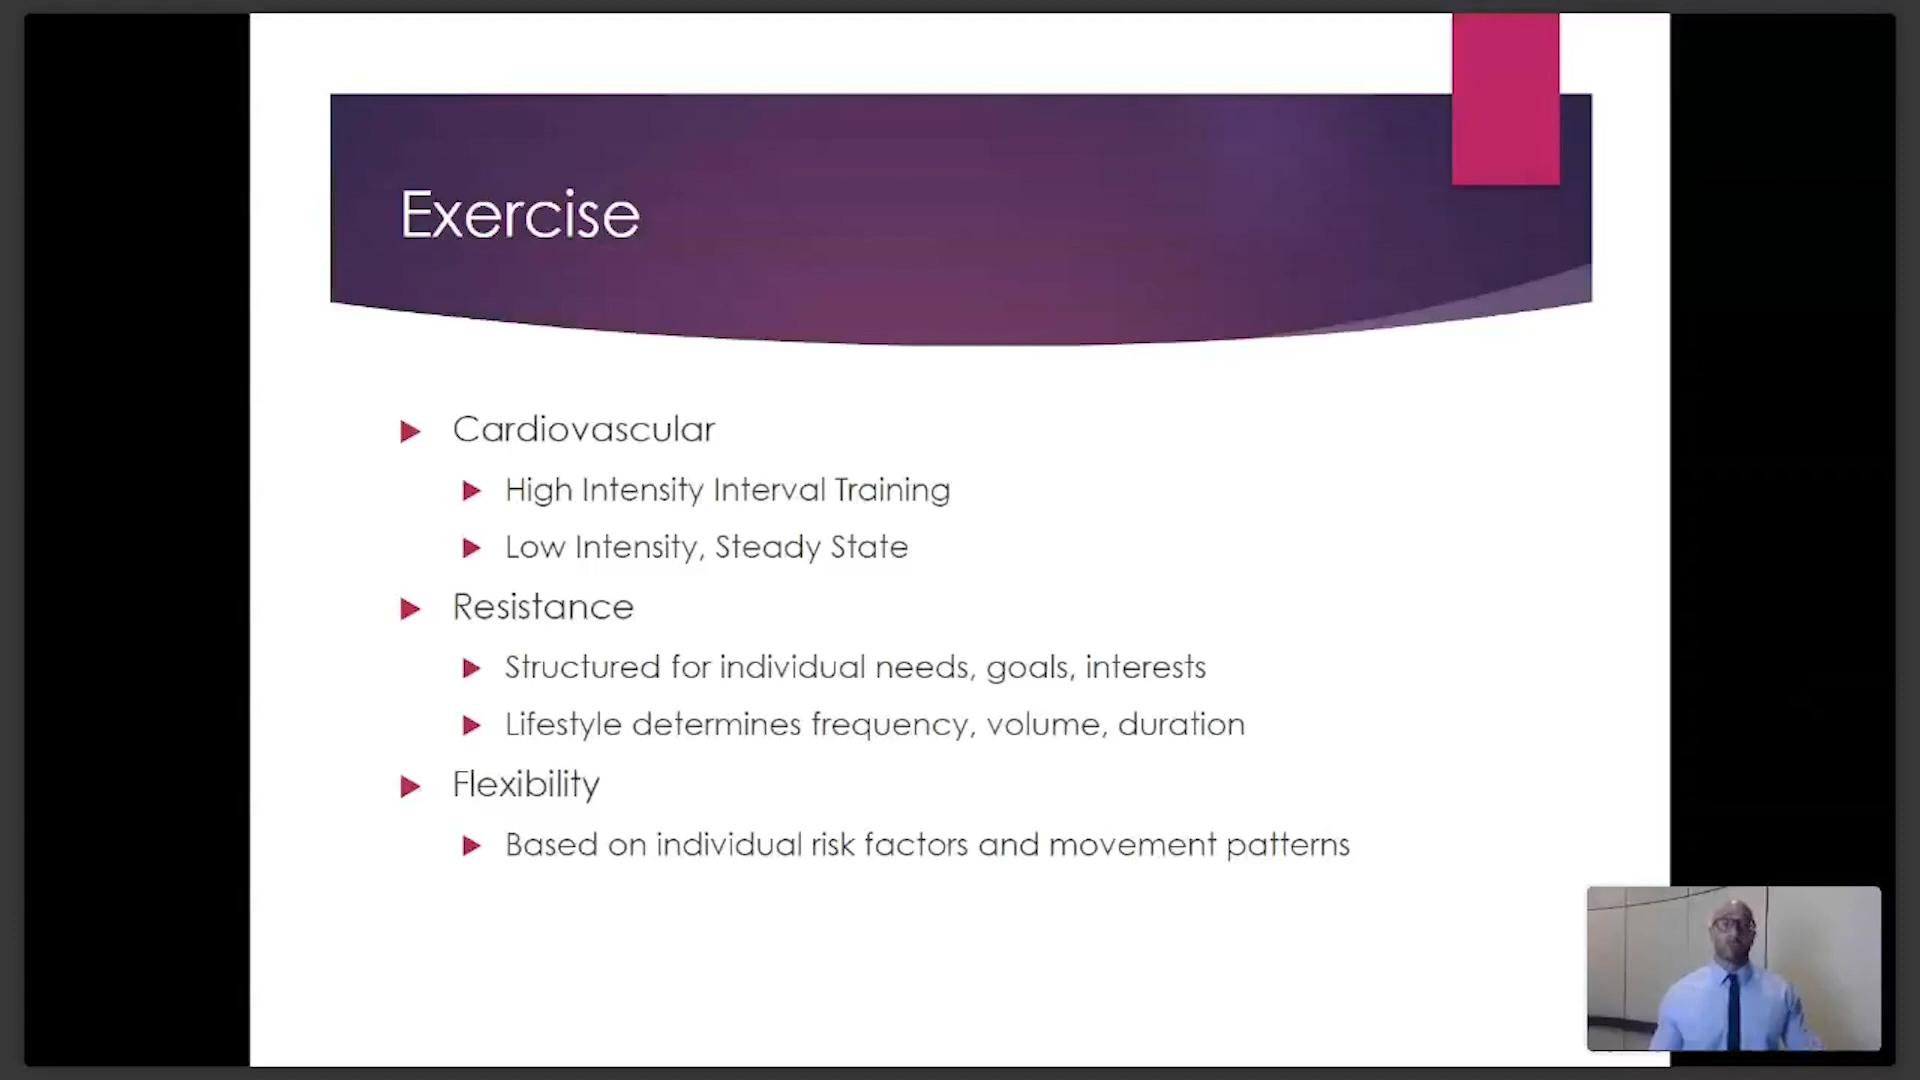 Exercise
Cardiovascular
High Intensity Interval Training
Low Intensity, Steady State
Resistance
Structured for individual needs, goals, interests
Lifestyle determines frequency, volume, duration
Flexibility
Based on individual risk factors and movement patterns